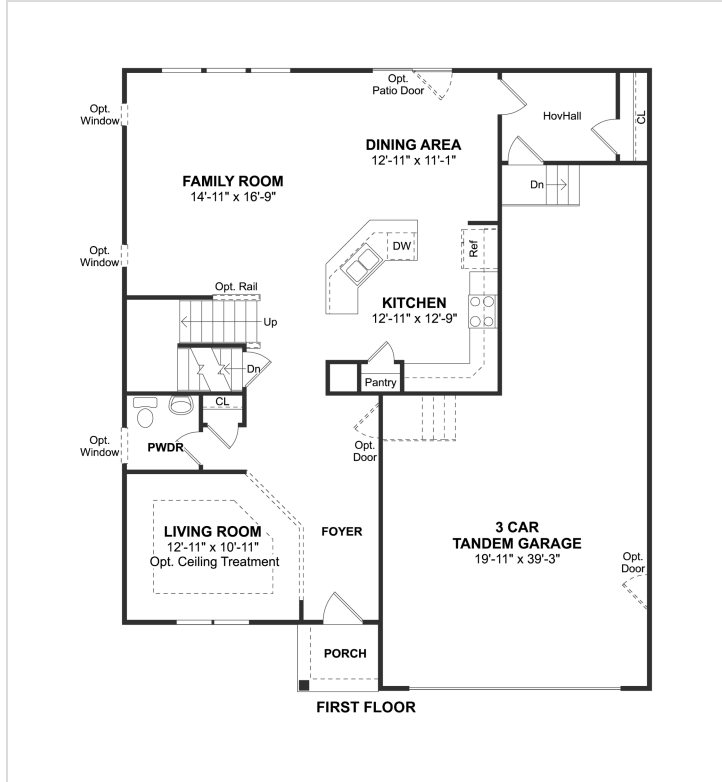 Opt.
Patio Door
Opt.
Window
HovHall
CL
DINING AREA
12'-11" x 11'-1"
FAMILY ROOM
14'-11" x 16'-9"
Dn
Opt.
Window
DW
Ref
Opt. Rail
KITCHEN
12'-11" x 12'-9"
Up
Dn
Pantry
CL
Opt.
Window
PWDR
Opt.
Door
LIVING ROOM
12'-11" x 10'-11"
Opt. Ceiling Treatment
FOYER
3 CAR
TANDEM GARAGE
19'-11" x 39'-3"
Opt.
Door
PORCH
FIRST FLOOR